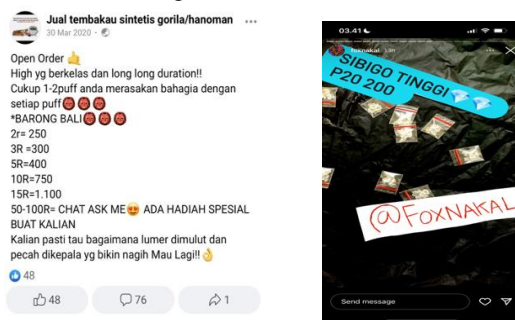 Jual tembakau sintetis gorila/hanoman
30 Mar 2020
Open Order
High yg berkelas dan long long duration!!
Cukup 1-2puff anda merasakan bahagia dengan
setiap puff
*BARONG BALI
2r= 250
3R =300
5R=400
10R=750
15R=1.100
50-100R= CHAT ASK ME ADA HADIAH SPESIAL
BUAT KALIAN
Kalian pasti tau bagaimana lumer dimulut dan
pecah dikepala yg bikin nagih Mau Lagi!!
48
48 76 1
03.41
foxnakal 13h
SIBIGO TINGGI
P20 200
@FOXNAKAL
Send message